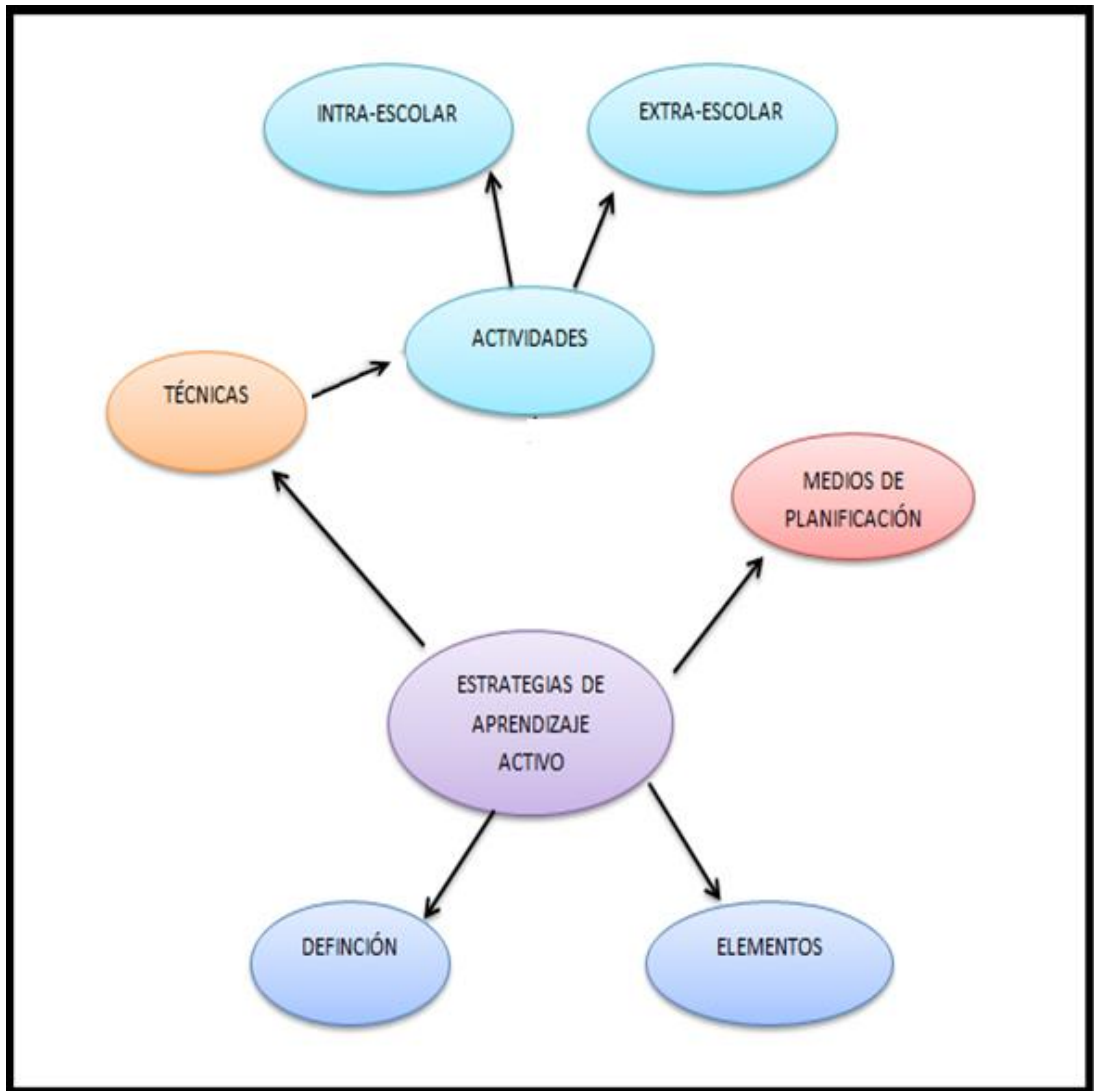 INTRA-ESCOLAR
EXTRA-ESCOLAR
ACTIVIDADES
TÉCNICAS
MEDIOS DE
PLANIFICACIÓN
ESTRATEGIAS DE
APRENDIZAJE
ACTIVO
DEFINCIÓN
ELEMENTOS